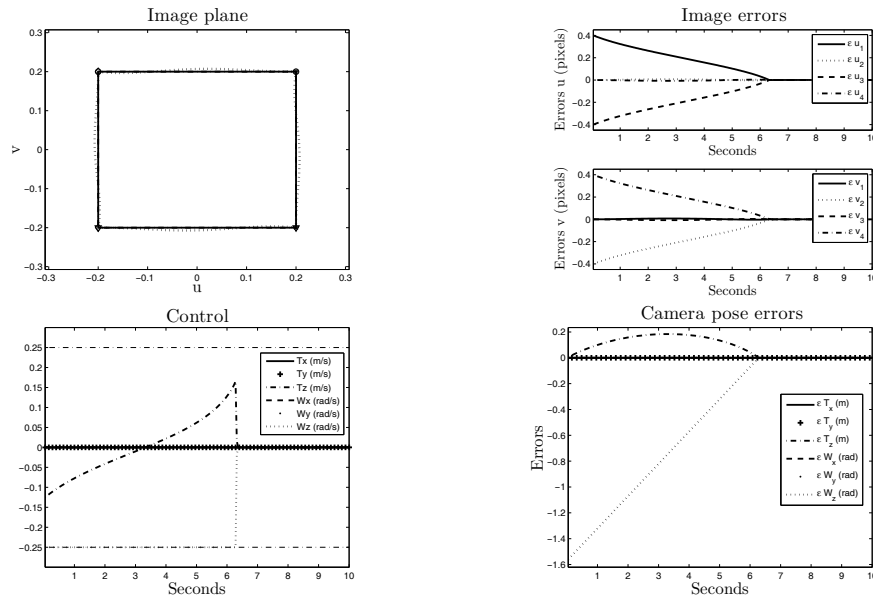 Image plane
0.3
0.2
0.1
0
−0.1
−0.2
−0.3
v
−0.3 −0.2 −0.1 0 0.1 0.2 0.3
u
Image errors
0.4
0.2
0
−0.2
−0.4
Errors u (pixels)
1 2 3 4 5 6 7 8 9 10
Seconds
ε u1
ε u2
ε u3
ε u4
0.4
0.2
0
−0.2
−0.4
Errors v (pixels)
1 2 3 4 5 6 7 8 9 10
Seconds
ε v1
ε v2
ε v3
ε v4
Control
0.25
0.2
0.15
0.1
0.05
0
−0.05
−0.1
−0.15
−0.2
−0.25
1 2 3 4 5 6 7 8 9 10
Seconds
Tx (m/s)
Ty (m/s)
Tz (m/s)
Wx (rad/s)
Wy (rad/s)
Wz (rad/s)
Camera pose errors
0.2
0
−0.2
−0.4
−0.6
−0.8
−1
−1.2
−1.4
−1.6
Errors
1 2 3 4 5 6 7 8 9 10
Seconds
ε Tx (m)
ε Ty (m)
ε Tz (m)
ε Wx (rad)
ε Wy (rad)
ε Wz (rad)